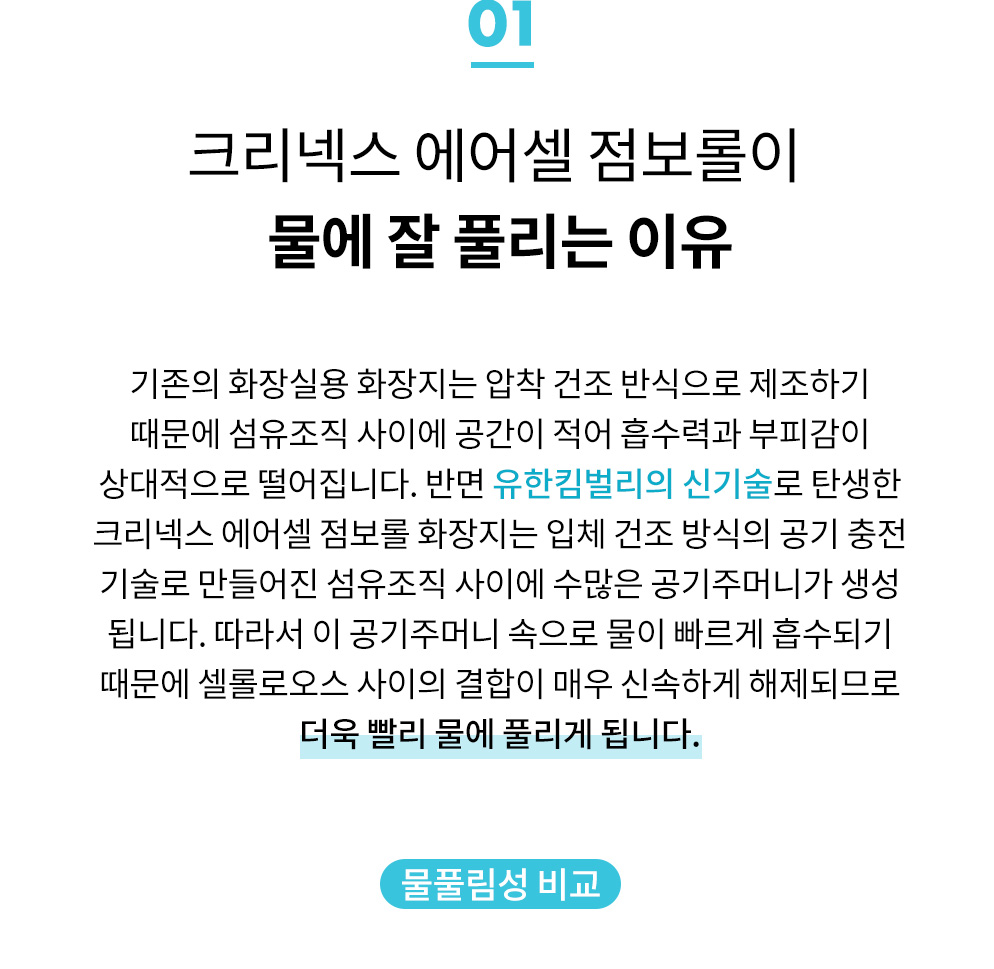 01
크리넥스 에어셀 점보롤이
물에 잘 풀리는 이유
기존의 화장실용 화장지는 압착 건조 반식으로 제조하기
때문에 섬유조직 사이에 공간이 적어 흡수력과 부피감이
상대적으로 떨어집니다. 반면 유한킴벌리의 신기술로 탄생한
크리넥스 에어셀 점보롤 화장지는 입체 건조 방식의 공기 충전
기술로 만들어진 섬유조직 사이에 수많은 공기주머니가 생성
됩니다. 따라서 이 공기주머니 속으로 물이 빠르게 흡수되기
때문에 셀롤로오스 사이의 결합이 매우 신속하게 해제되므로
더욱 빨리 물에 풀리게 됩니다.
물풀림성 비교